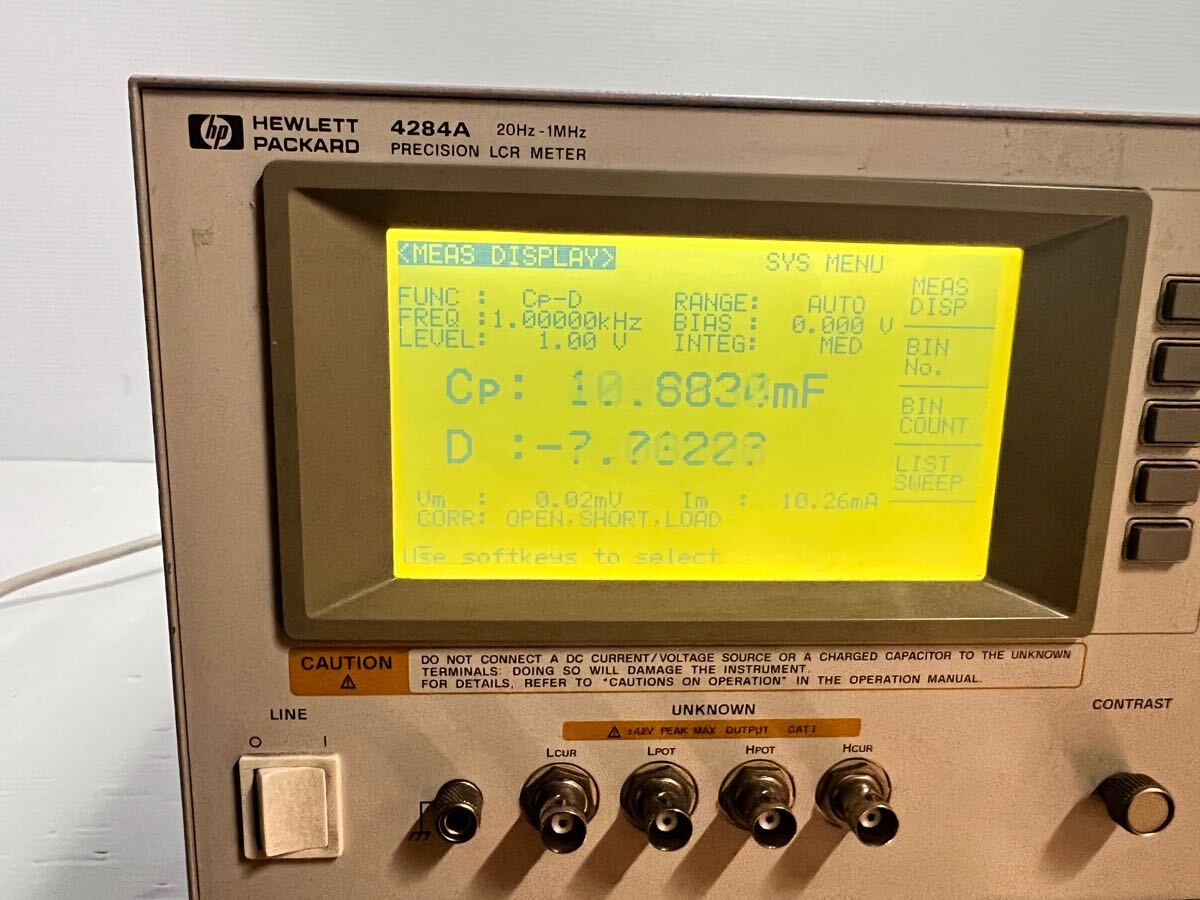 hp HEWLETT PACKARD
4284A 20Hz - 1MHz
PRECISION LCR METER
<MEAS DISPLAY> SYS MENU
FUNC : Cp-D RANGE: AUTO
FREQ :1.00000kHz BIAS : 0.000 V
LEVEL: 1.00 V INTEG: MED
Cp: mF
D :
Vm : 0.02mV Im : 10.26mA
CORR: OPEN,SHORT,LOAD
Use softkeys to select
MEAS
DISP
BIN
No.
BIN
COUNT
LIST
SWEEP
CAUTION
DO NOT CONNECT A DC CURRENT/VOLTAGE SOURCE OR A CHARGED CAPACITOR TO THE UNKNOWN
TERMINALS: DOING SO WILL DAMAGE THE INSTRUMENT.
FOR DETAILS, REFER TO "CAUTIONS ON OPERATION" IN THE OPERATION MANUAL.
LINE
O I
UNKNOWN
±42V PEAK MAX OUTPUT CAT I
LCUR LPOT HPOT HCUR
CONTRAST